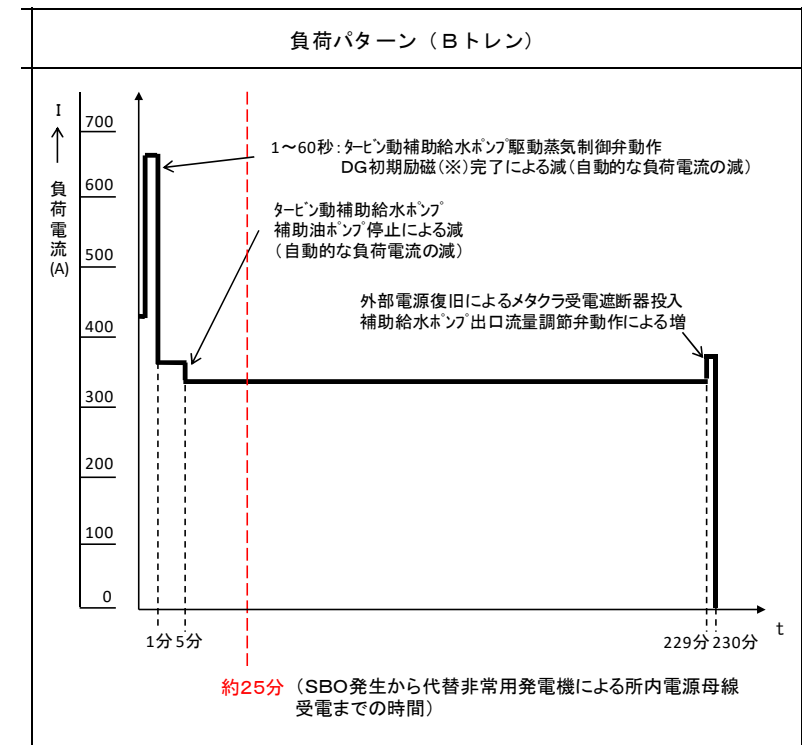 負荷パターン（Ｂトレン）
I
↑
負荷電流(A)
700
600
500
400
300
200
100
0
1～60秒：ﾀｰﾋﾞﾝ動補助給水ﾎﾟﾝﾌﾟ駆動蒸気制御弁動作
ＤＧ初期励磁（※）完了による減（自動的な負荷電流の減）
ﾀｰﾋﾞﾝ動補助給水ﾎﾟﾝﾌﾟ
補助油ﾎﾟﾝﾌﾟ停止による減
（自動的な負荷電流の減）
外部電源復旧によるメタクラ受電遮断器投入
補助給水ﾎﾟﾝﾌﾟ出口流量調節弁動作による増
1分 5分
229分 230分
t
約２５分（ＳＢＯ発生から代替非常用発電機による所内電源母線
受電までの時間）